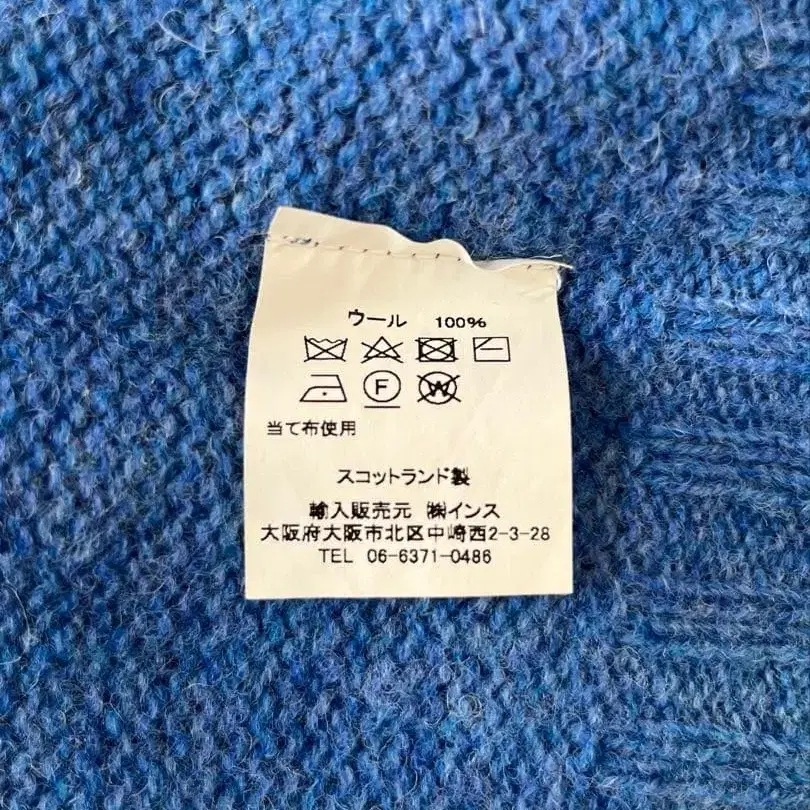 ウール 100%
F W
当て布使用
スコットランド製
輸入販売元 ㈱インス
大阪府大阪市北区中崎西2-3-28
TEL 06-6371-0486